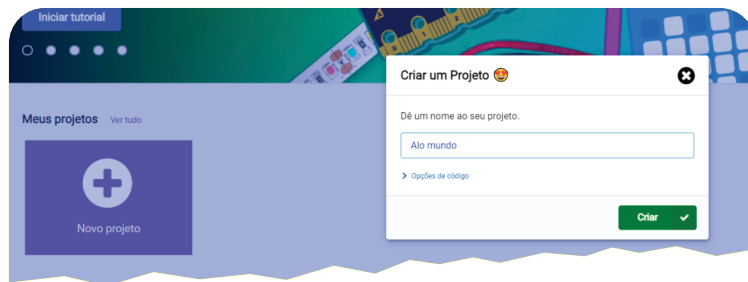 Iniciar tutorial
Criar um Projeto 🤩
Meus projetos Ver tudo
Dê um nome ao seu projeto.
Alo mundo
Opções de código
Novo projeto
Criar